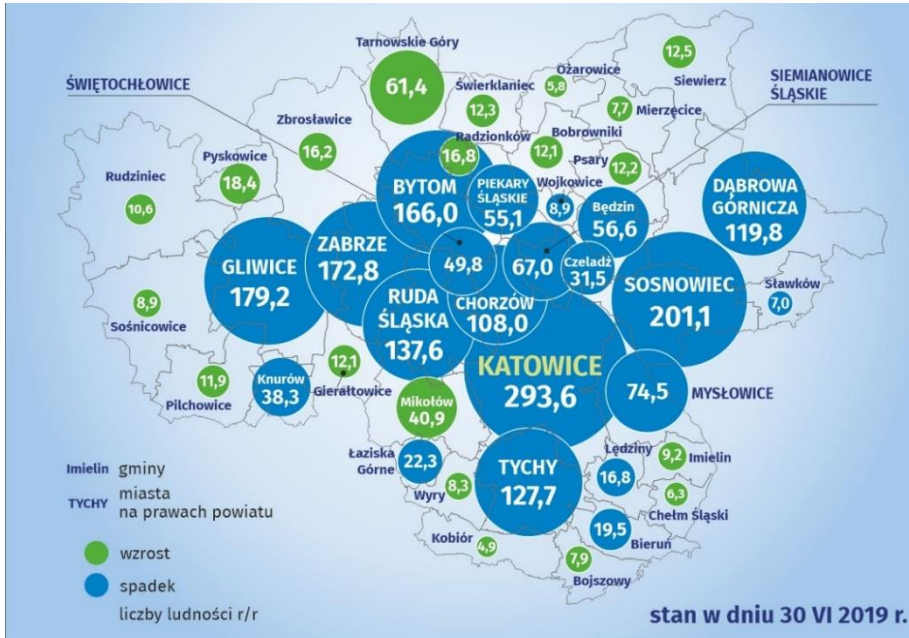 Tarnowskie Góry
61,4
ŚWIĘTOCHŁOWICE
Świerklaniec
12,3
Ożarowice
5,8
12,5
Siewierz
SIEMIANOWICE
ŚLĄSKIE
7,7
Mierzęcice
Zbrosławice
16,2
Radzionków
16,8
Bobrowniki
12,1
Psary
12,2
Pyskowice
18,4
Rudziniec
10,6
BYTOM
166,0
PIEKARY
ŚLĄSKIE
55,1
Wojkowice
8,9
Będzin
56,6
DĄBROWA
GÓRNICZA
119,8
GLIWICE
179,2
ZABRZE
172,8
49,8
67,0
Czeladź
31,5
SOSNOWIEC
201,1
Sławków
7,0
8,9
Sośnicowice
RUDA
ŚLĄSKA
137,6
CHORZÓW
108,0
KATOWICE
293,6
74,5
MYSŁOWICE
11,9
Pilchowice
Knurów
38,3
12,1
Gierałtowice
Mikołów
40,9
Łaziska
Górne
22,3
TYCHY
127,7
Lędziny
16,8
9,2
Imielin
Wyry
8,3
6,3
Chełm Śląski
19,5
Bieruń
Kobiór
4,9
7,9
Bojszowy
Imielin gminy
TYCHY miasta
na prawach powiatu
wzrost
spadek
liczby ludności r/r
stan w dniu 30 VI 2019 r.